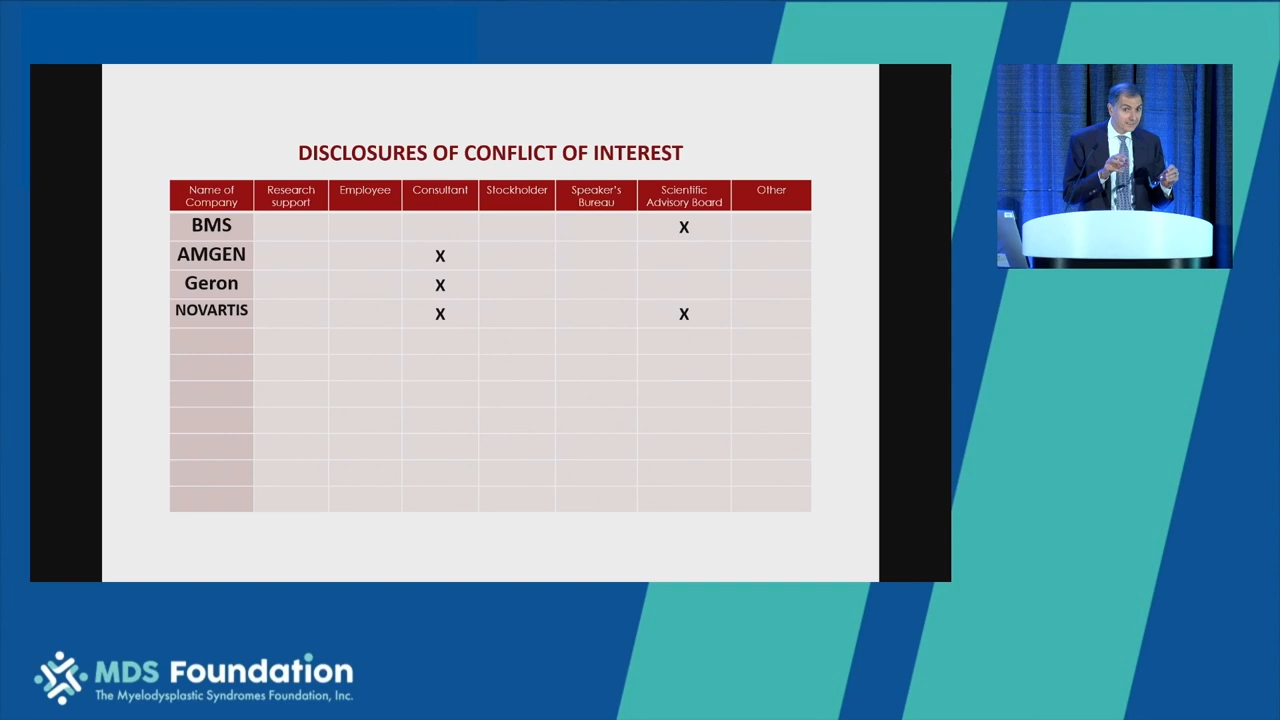 DISCLOSURES OF CONFLICT OF INTEREST
Name of Company Research support Employee Consultant Stockholder Speaker's Bureau Scientific Advisory Board Other
BMS X
AMGEN X
Geron X
NOVARTIS X X
MDS Foundation
The Myelodysplastic Syndromes Foundation, Inc.